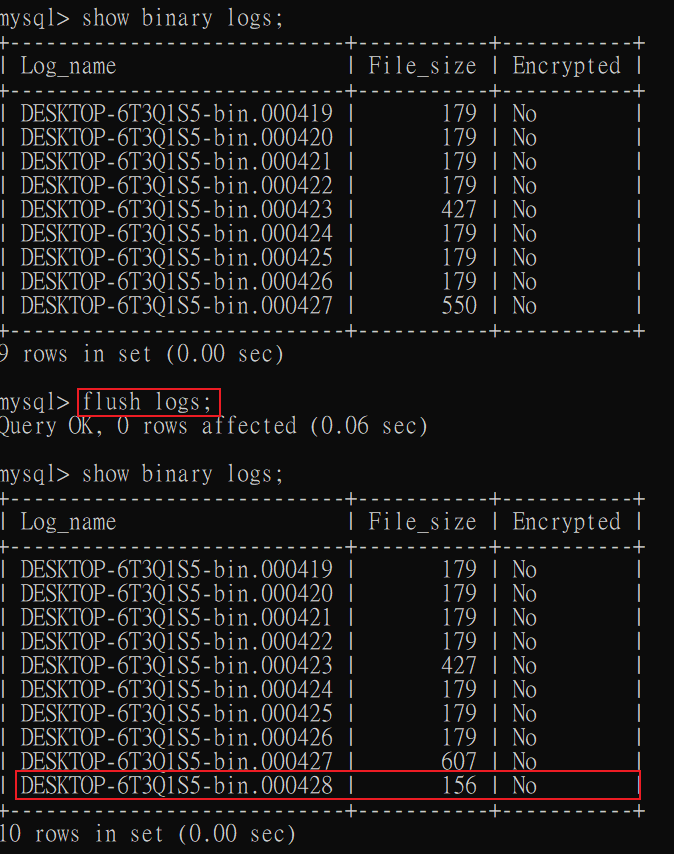 mysql> show binary logs;
+----------------------------+-----------+-----------+
| Log_name                   | File_size | Encrypted |
+----------------------------+-----------+-----------+
| DESKTOP-6T3Q1S5-bin.000419 |       179 | No        |
| DESKTOP-6T3Q1S5-bin.000420 |       179 | No        |
| DESKTOP-6T3Q1S5-bin.000421 |       179 | No        |
| DESKTOP-6T3Q1S5-bin.000422 |       179 | No        |
| DESKTOP-6T3Q1S5-bin.000423 |       427 | No        |
| DESKTOP-6T3Q1S5-bin.000424 |       179 | No        |
| DESKTOP-6T3Q1S5-bin.000425 |       179 | No        |
| DESKTOP-6T3Q1S5-bin.000426 |       179 | No        |
| DESKTOP-6T3Q1S5-bin.000427 |       550 | No        |
+----------------------------+-----------+-----------+
9 rows in set (0.00 sec)
mysql> flush logs;
Query OK, 0 rows affected (0.06 sec)
mysql> show binary logs;
+----------------------------+-----------+-----------+
| Log_name                   | File_size | Encrypted |
+----------------------------+-----------+-----------+
| DESKTOP-6T3Q1S5-bin.000419 |       179 | No        |
| DESKTOP-6T3Q1S5-bin.000420 |       179 | No        |
| DESKTOP-6T3Q1S5-bin.000421 |       179 | No        |
| DESKTOP-6T3Q1S5-bin.000422 |       179 | No        |
| DESKTOP-6T3Q1S5-bin.000423 |       427 | No        |
| DESKTOP-6T3Q1S5-bin.000424 |       179 | No        |
| DESKTOP-6T3Q1S5-bin.000425 |       179 | No        |
| DESKTOP-6T3Q1S5-bin.000426 |       179 | No        |
| DESKTOP-6T3Q1S5-bin.000427 |       607 | No        |
| DESKTOP-6T3Q1S5-bin.000428 |       156 | No        |
+----------------------------+-----------+-----------+
10 rows in set (0.00 sec)